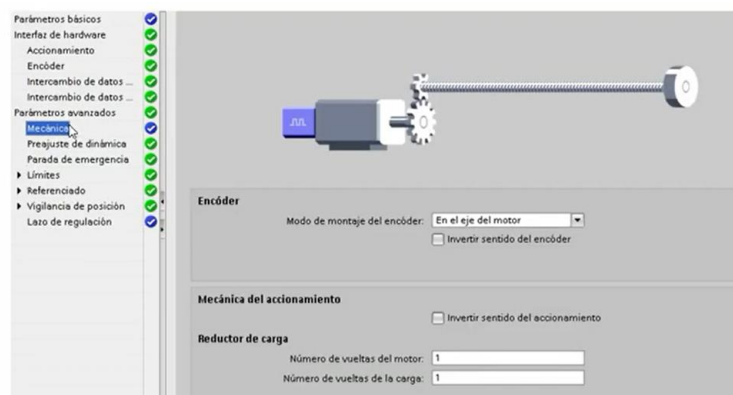 Parámetros básicos
Interfaz de hardware
Accionamiento
Encóder
Intercambio de datos ...
Intercambio de datos ...
Parámetros avanzados
Mecánica
Preajuste de dinámica
Parada de emergencia
Límites
Referenciado
Vigilancia de posición
Lazo de regulación
Encóder
Modo de montaje del encóder: En el eje del motor
Invertir sentido del encóder
Mecánica del accionamiento
Invertir sentido del accionamiento
Reductor de carga
Número de vueltas del motor: 1
Número de vueltas de la carga: 1